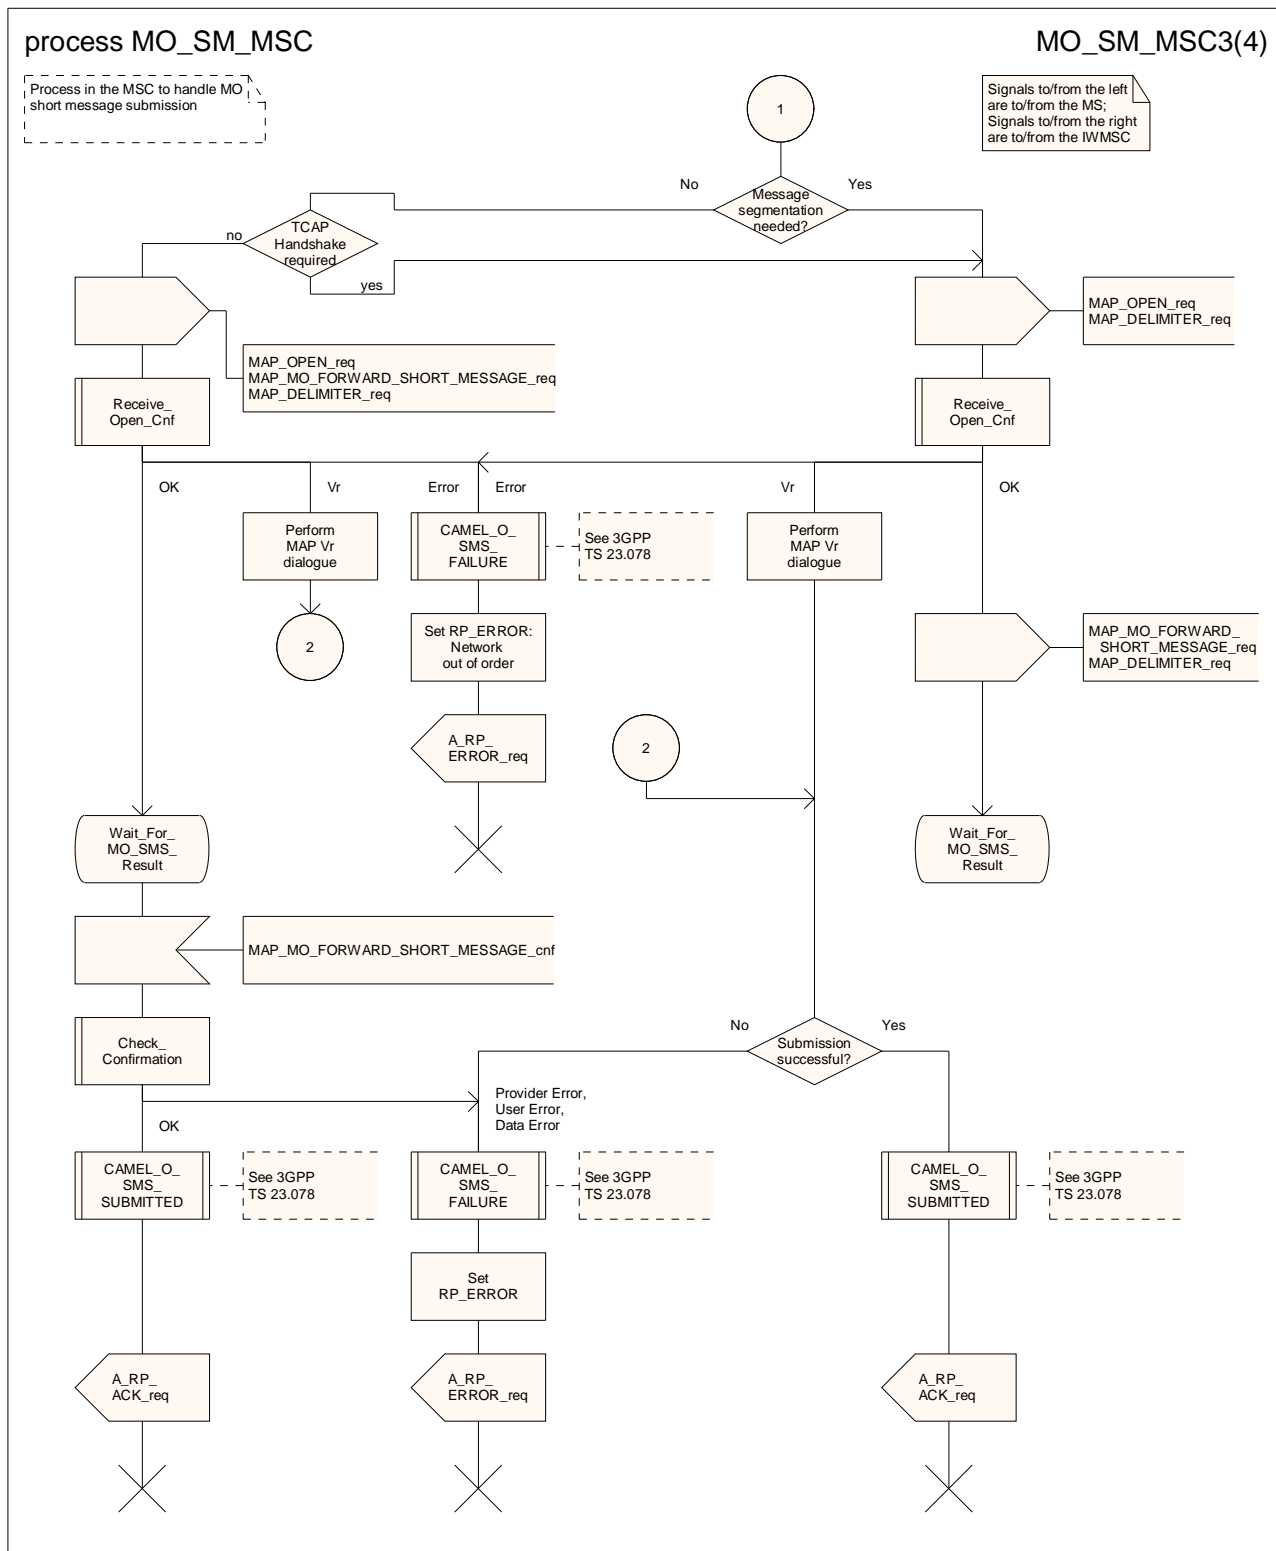 process MO_SM_MSC
MO_SM_MSC3(4)
Process in the MSC to handle MO
short message submission
1
Signals to/from the left
are to/from the MS;
Signals to/from the right
are to/from the IWMSC
No
Message
segmentation
needed?
Yes
no
TCAP
Handshake
required
yes
MAP_OPEN_req
MAP_DELIMITER_req
MAP_OPEN_req
MAP_MO_FORWARD_SHORT_MESSAGE_req
MAP_DELIMITER_req
Receive_
Open_Cnf
Receive_
Open_Cnf
OK
Vr
Error
Error
Vr
OK
Perform
MAP Vr
dialogue
CAMEL_O_
SMS_
FAILURE
See 3GPP
TS 23.078
Perform
MAP Vr
dialogue
2
Set RP_ERROR:
Network
out of order
MAP_MO_FORWARD_
SHORT_MESSAGE_req
MAP_DELIMITER_req
A_RP_
ERROR_req
2
Wait_For_
MO_SMS_
Result
Wait_For_
MO_SMS_
Result
MAP_MO_FORWARD_SHORT_MESSAGE_cnf
Check_
Confirmation
No
Submission
successful?
Yes
Provider Error,
User Error,
Data Error
OK
CAMEL_O_
SMS_
SUBMITTED
See 3GPP
TS 23.078
CAMEL_O_
SMS_
FAILURE
See 3GPP
TS 23.078
CAMEL_O_
SMS_
SUBMITTED
See 3GPP
TS 23.078
Set
RP_ERROR
A_RP_
ACK_req
A_RP_
ERROR_req
A_RP_
ACK_req